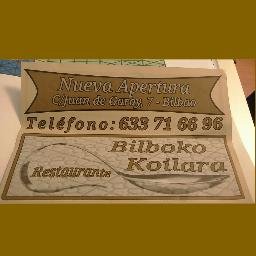 Nueva Apertura
C/Juan de Garay, 7 - Bilbao
Teléfono: 633 71 66 96
Bilboko
Koilara
Restaurante